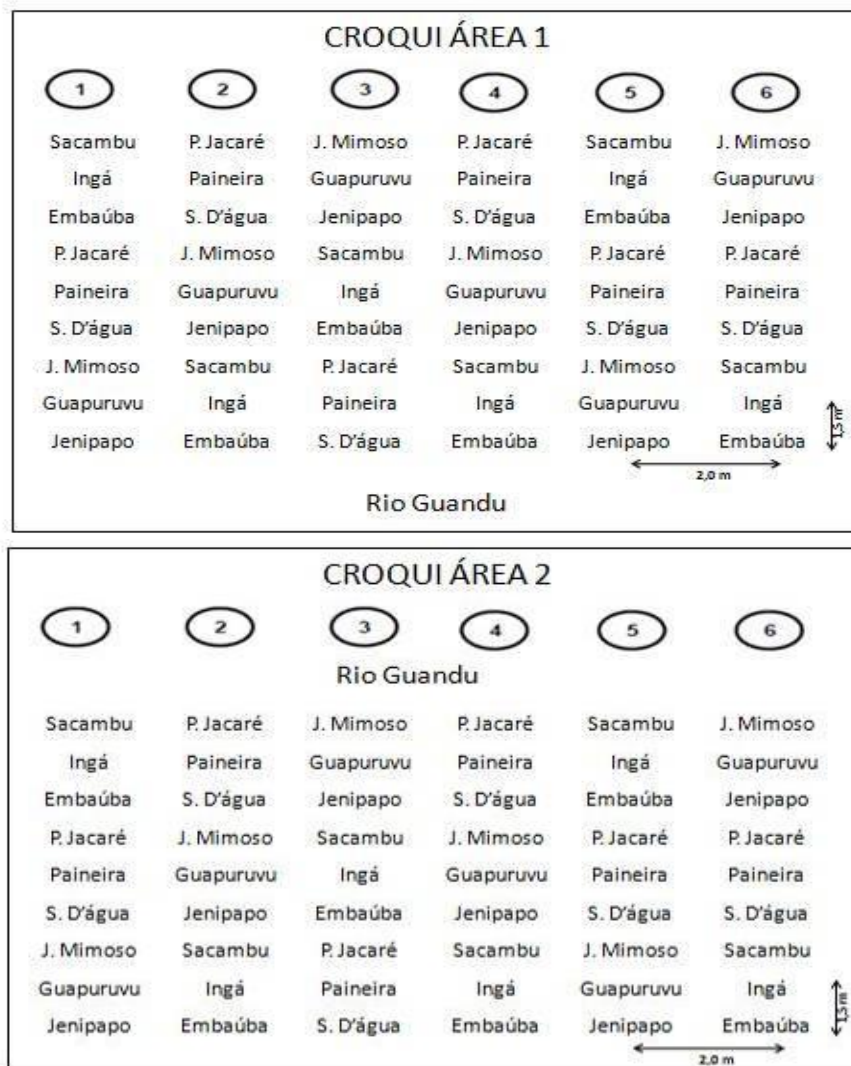 CROQUI ÁREA 1
1 2 3 4 5 6
Sacambu P. Jacaré J. Mimoso P. Jacaré Sacambu J. Mimoso
Ingá Paineira Guapuruvu Paineira Ingá Guapuruvu
Embaúba S. D'água Jenipapo S. D'água Embaúba Jenipapo
P. Jacaré J. Mimoso Sacambu J. Mimoso P. Jacaré P. Jacaré
Paineira Guapuruvu Ingá Guapuruvu Paineira Paineira
S. D'água Jenipapo Embaúba Jenipapo S. D'água S. D'água
J. Mimoso Sacambu P. Jacaré Sacambu J. Mimoso Sacambu
Guapuruvu Ingá Paineira Ingá Guapuruvu Ingá
1,5 m
Jenipapo Embaúba S. D'água Embaúba Jenipapo Embaúba
2,0 m
Rio Guandu
CROQUI ÁREA 2
1 2 3 4 5 6
Rio Guandu
Sacambu P. Jacaré J. Mimoso P. Jacaré Sacambu J. Mimoso
Ingá Paineira Guapuruvu Paineira Ingá Guapuruvu
Embaúba S. D'água Jenipapo S. D'água Embaúba Jenipapo
P. Jacaré J. Mimoso Sacambu J. Mimoso P. Jacaré P. Jacaré
Paineira Guapuruvu Ingá Guapuruvu Paineira Paineira
S. D'água Jenipapo Embaúba Jenipapo S. D'água S. D'água
J. Mimoso Sacambu P. Jacaré Sacambu J. Mimoso Sacambu
Guapuruvu Ingá Paineira Ingá Guapuruvu Ingá
1,5 m
Jenipapo Embaúba S. D'água Embaúba Jenipapo Embaúba
2,0 m